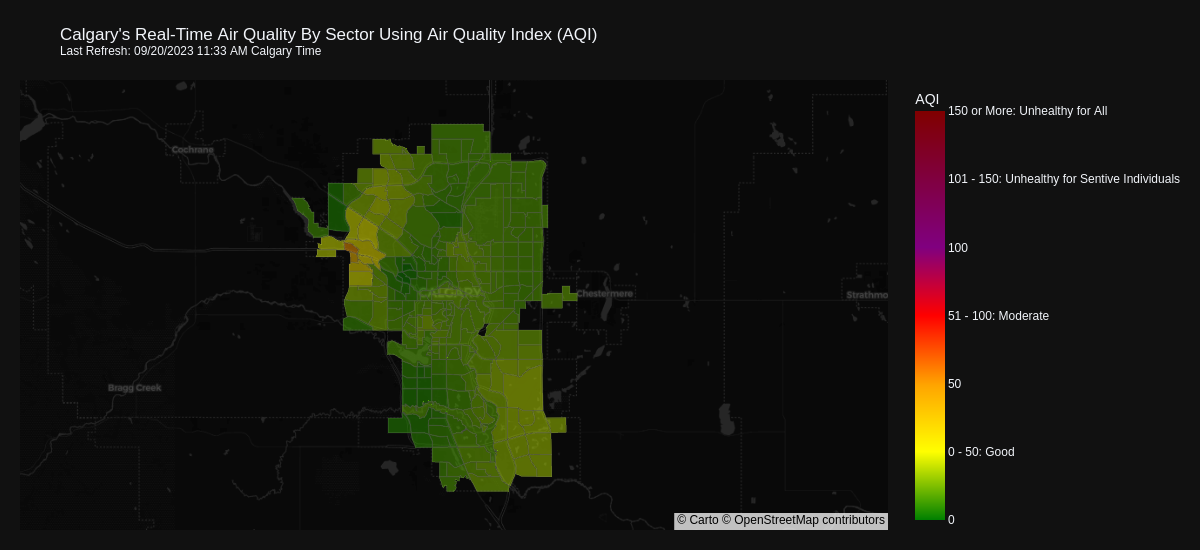 Calgary's Real-Time Air Quality By Sector Using Air Quality Index (AQI)
Last Refresh: 09/20/2023 11:33 AM Calgary Time
AQI
150 or More: Unhealthy for All
101 - 150: Unhealthy for Sentive Individuals
100
51 - 100: Moderate
50
0 - 50: Good
0
Cochrane
CALGARY
Chestermere
Strathmo
Bragg Creek
© Carto © OpenStreetMap contributors